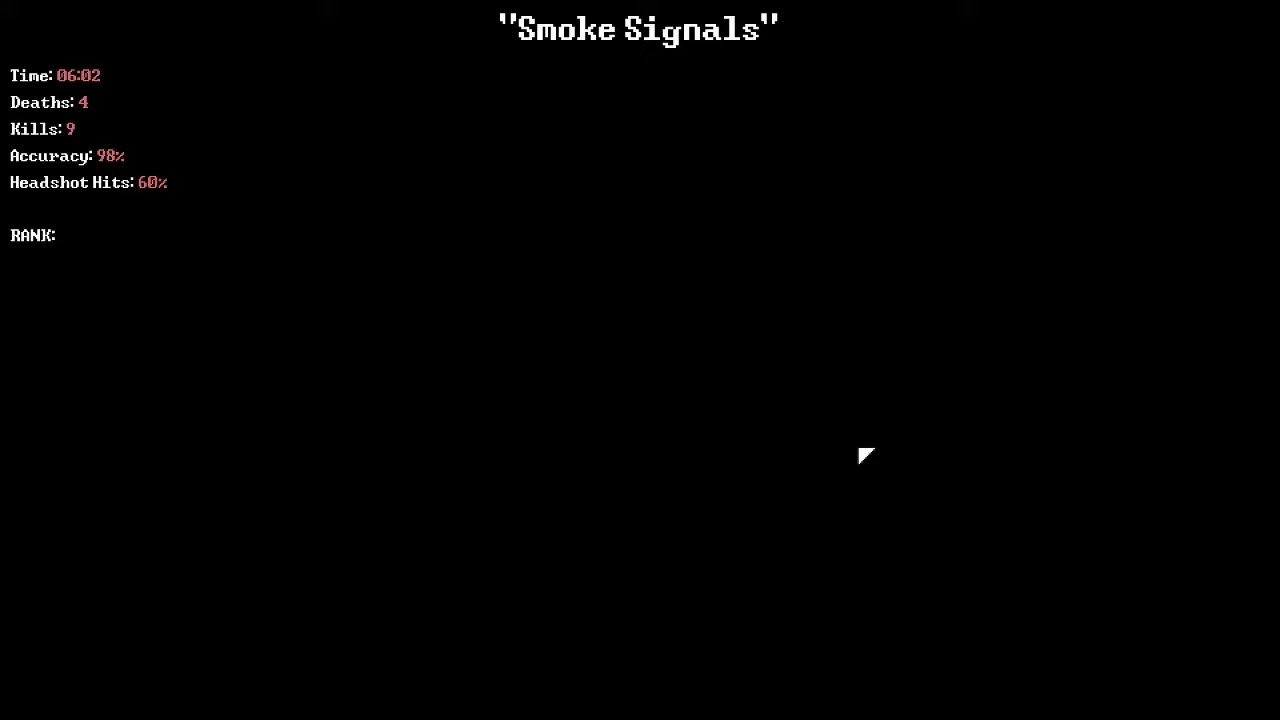 "Smoke Signals"
Time: 06:02
Deaths: 4
Kills: 9
Accuracy: 98%
Headshot Hits: 60%
RANK: